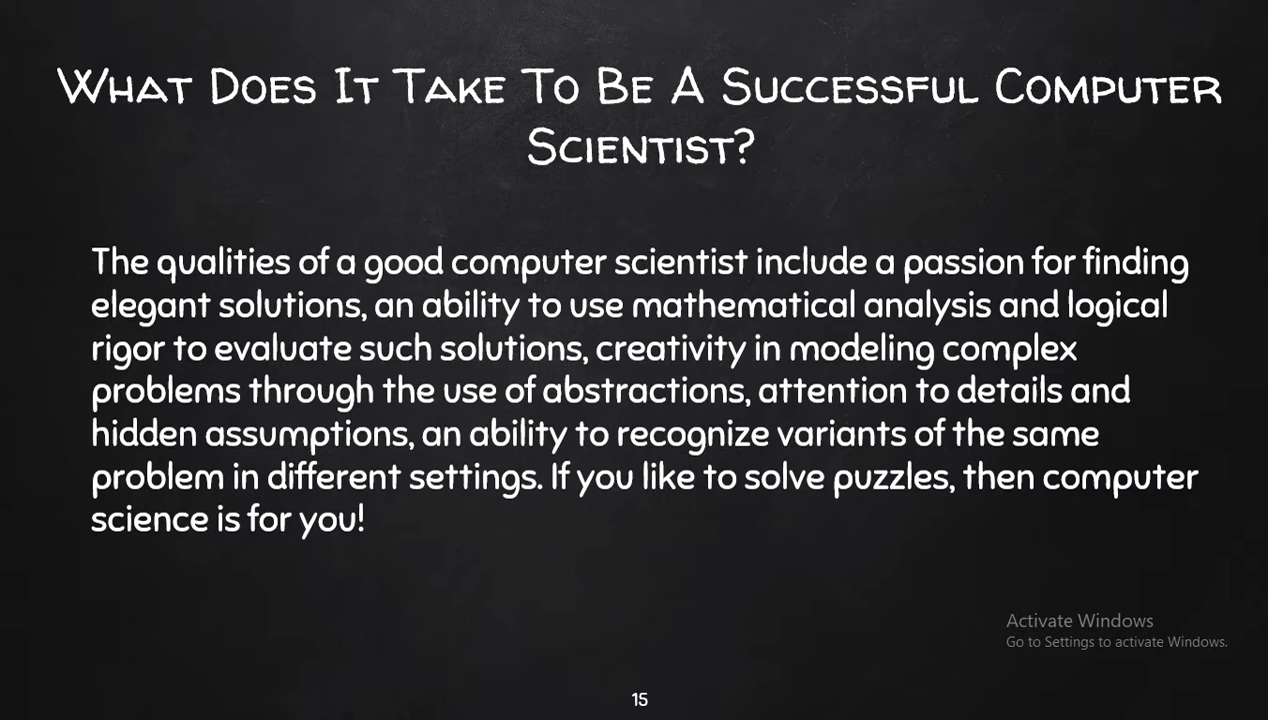 What Does It Take To Be A Successful Computer
Scientist?
The qualities of a good computer scientist include a passion for finding
elegant solutions, an ability to use mathematical analysis and logical
rigor to evaluate such solutions, creativity in modeling complex
problems through the use of abstractions, attention to details and
hidden assumptions, an ability to recognize variants of the same
problem in different settings. If you like to solve puzzles, then computer
science is for you!
Activate Windows
Go to Settings to activate Windows.
15